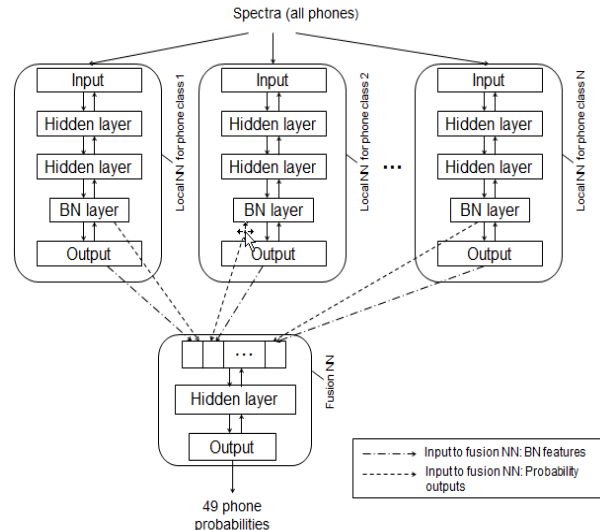 Spectra (all phones)
Input
Hidden layer
Hidden layer
BN layer
Output
Local NN for phone class 1
Input
Hidden layer
Hidden layer
BN layer
Output
Local NN for phone class 2
...
Input
Hidden layer
Hidden layer
BN layer
Output
Local NN for phone class N
...
Hidden layer
Output
Fusion NN
49 phone
probabilities
Input to fusion NN: BN features
Input to fusion NN: Probability
outputs